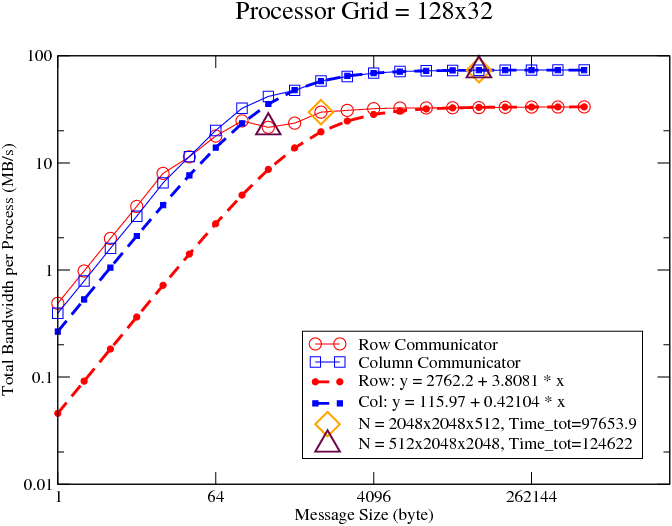 Processor Grid = 128x32
Total Bandwidth per Process (MB/s)
100
10
1
0.1
0.01
Row Communicator
Column Communicator
Row: y = 2762.2 + 3.8081 * x
Col: y = 115.97 + 0.42104 * x
N = 2048x2048x512, Time_tot=97653.9
N = 512x2048x2048, Time_tot=124622
1 64 4096 262144
Message Size (byte)